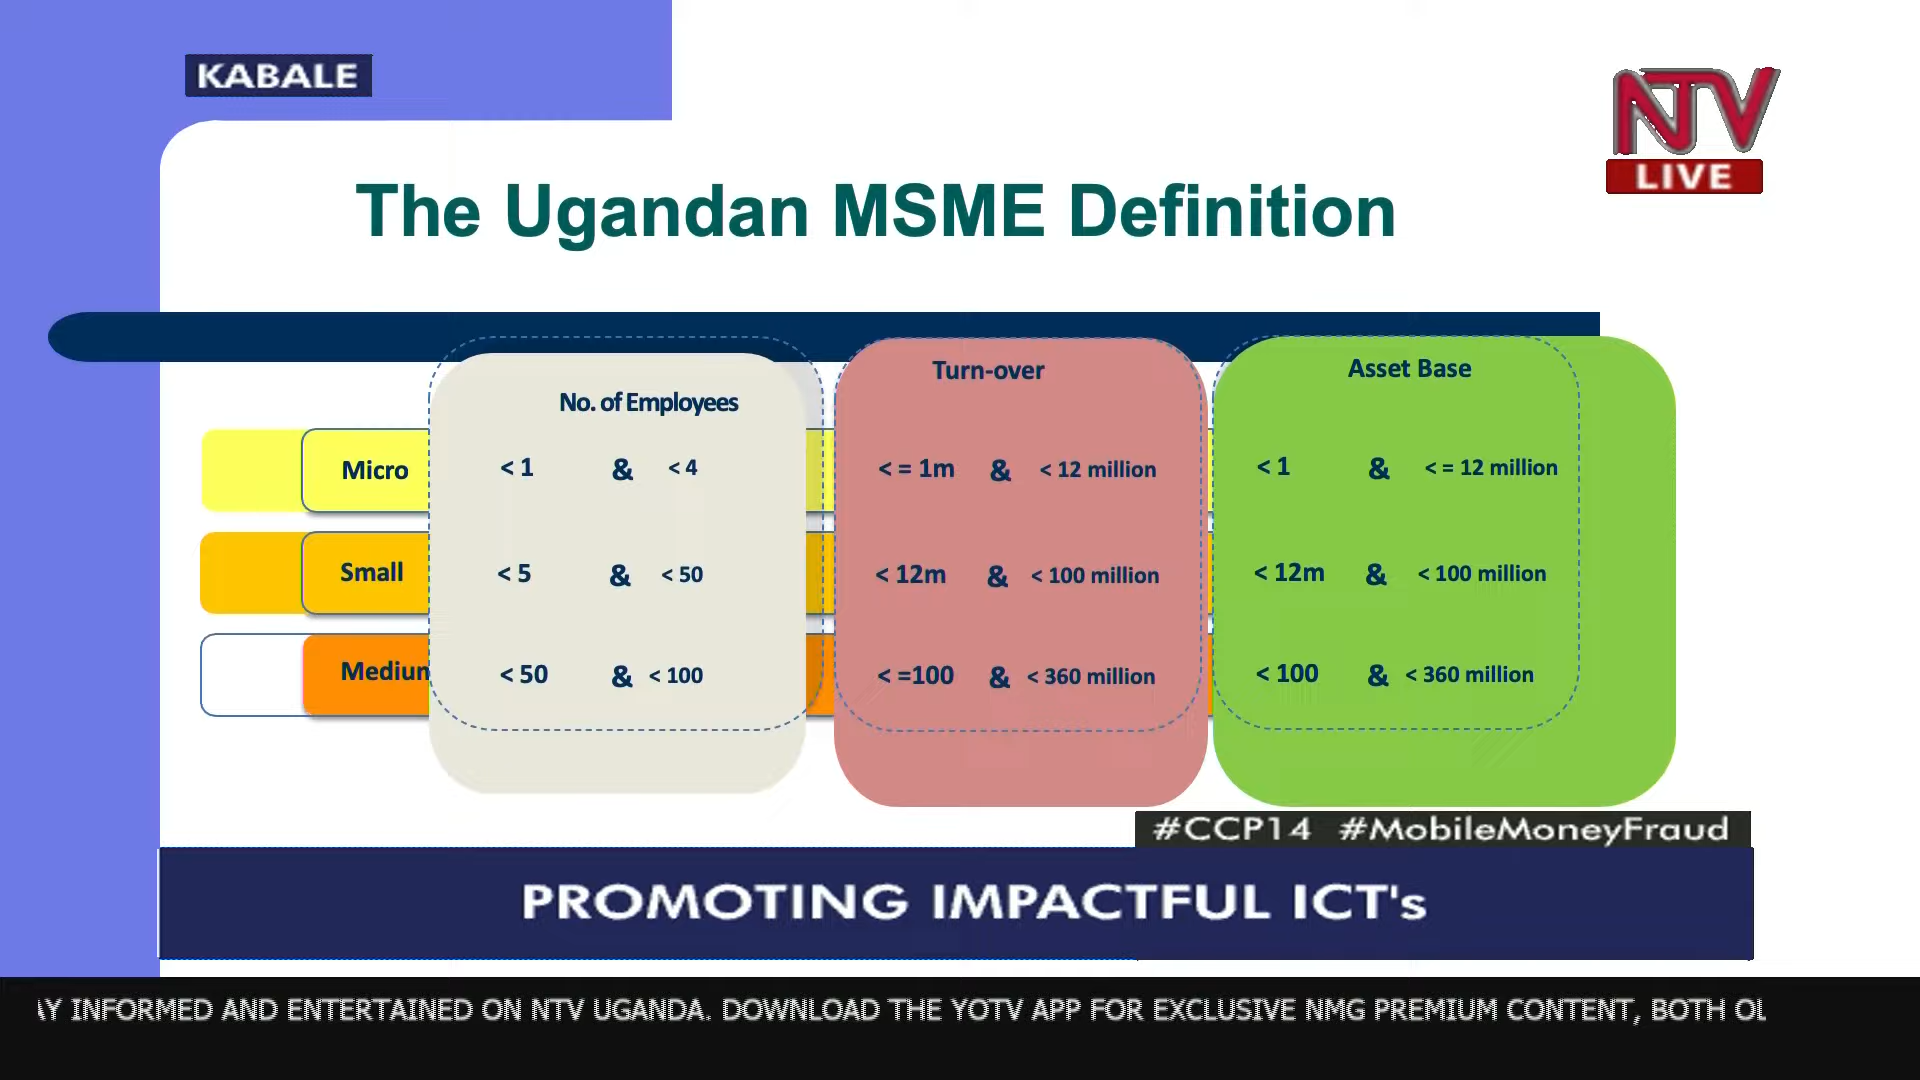 KABALE
NTV
LIVE
The Ugandan MSME Definition
No. of Employees
Turn-over
Asset Base
Micro < 1 & < 4 < = 1m & < 12 million < 1 & < = 12 million
Small < 5 & < 50 < 12m & < 100 million < 12m & < 100 million
Medium < 50 & < 100 < =100 & < 360 million < 100 & < 360 million
#CCP14 #MobileMoneyFraud
PROMOTING IMPACTFUL ICT's
AY INFORMED AND ENTERTAINED ON NTV UGANDA. DOWNLOAD THE YOTV APP FOR EXCLUSIVE NMG PREMIUM CONTENT, BOTH OL